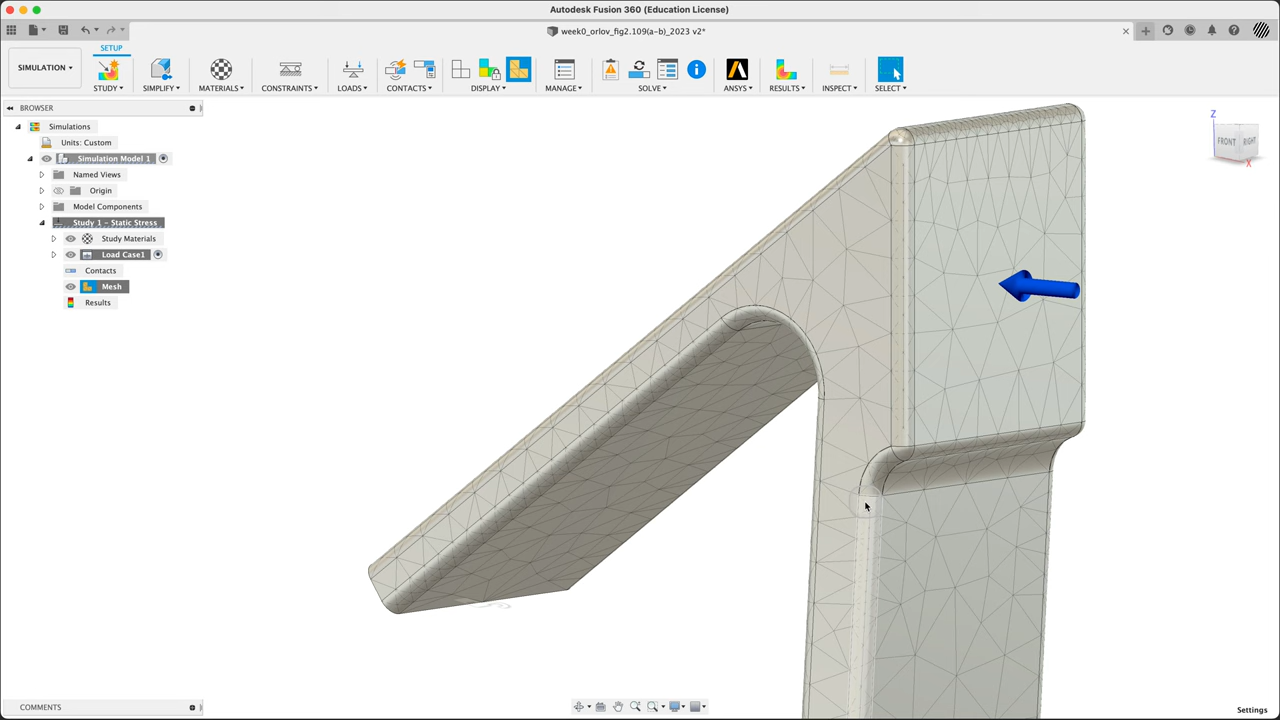 Autodesk Fusion 360 (Education License)
week0_orlov_fig2.109(a-b)_2023 v2*
SETUP
SIMULATION
STUDY
SIMPLIFY
MATERIALS
CONSTRAINTS
LOADS
CONTACTS
DISPLAY
MANAGE
SOLVE
ANSYS
RESULTS
INSPECT
SELECT
BROWSER
Simulations
Units: Custom
Simulation Model 1
Named Views
Origin
Model Components
Study 1 - Static Stress
Study Materials
Load Case1
Contacts
Mesh
Results
Z
FRONT
RIGHT
X
COMMENTS
Settings